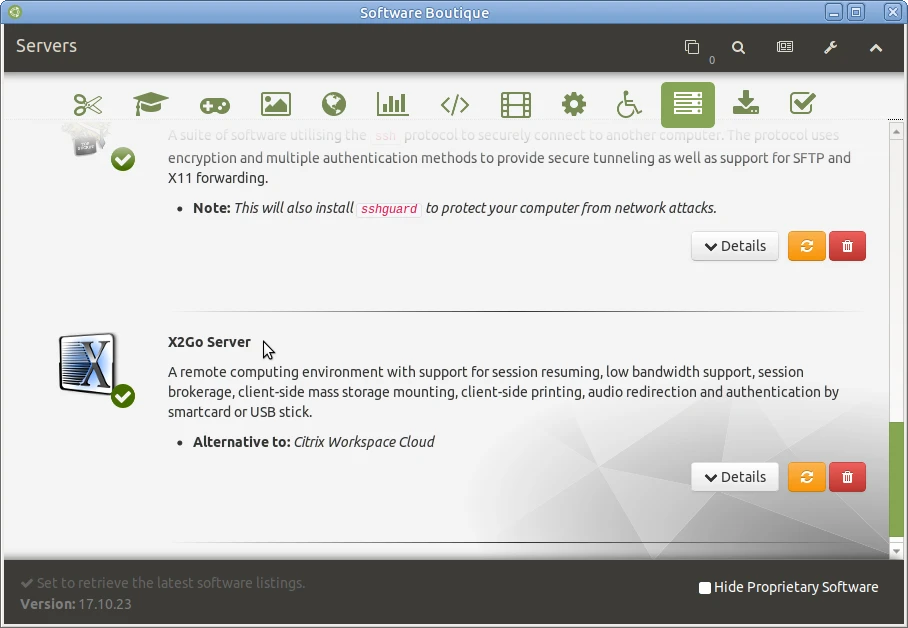 Software Boutique
Servers
0
A suite of software utilising the ssh protocol to securely connect to another computer. The protocol uses
encryption and multiple authentication methods to provide secure tunneling as well as support for SFTP and
X11 forwarding.
• Note: This will also install sshguard to protect your computer from network attacks.
Details
X2Go Server
A remote computing environment with support for session resuming, low bandwidth support, session
brokerage, client-side mass storage mounting, client-side printing, audio redirection and authentication by
smartcard or USB stick.
• Alternative to: Citrix Workspace Cloud
Details
Set to retrieve the latest software listings.
Hide Proprietary Software
Version: 17.10.23